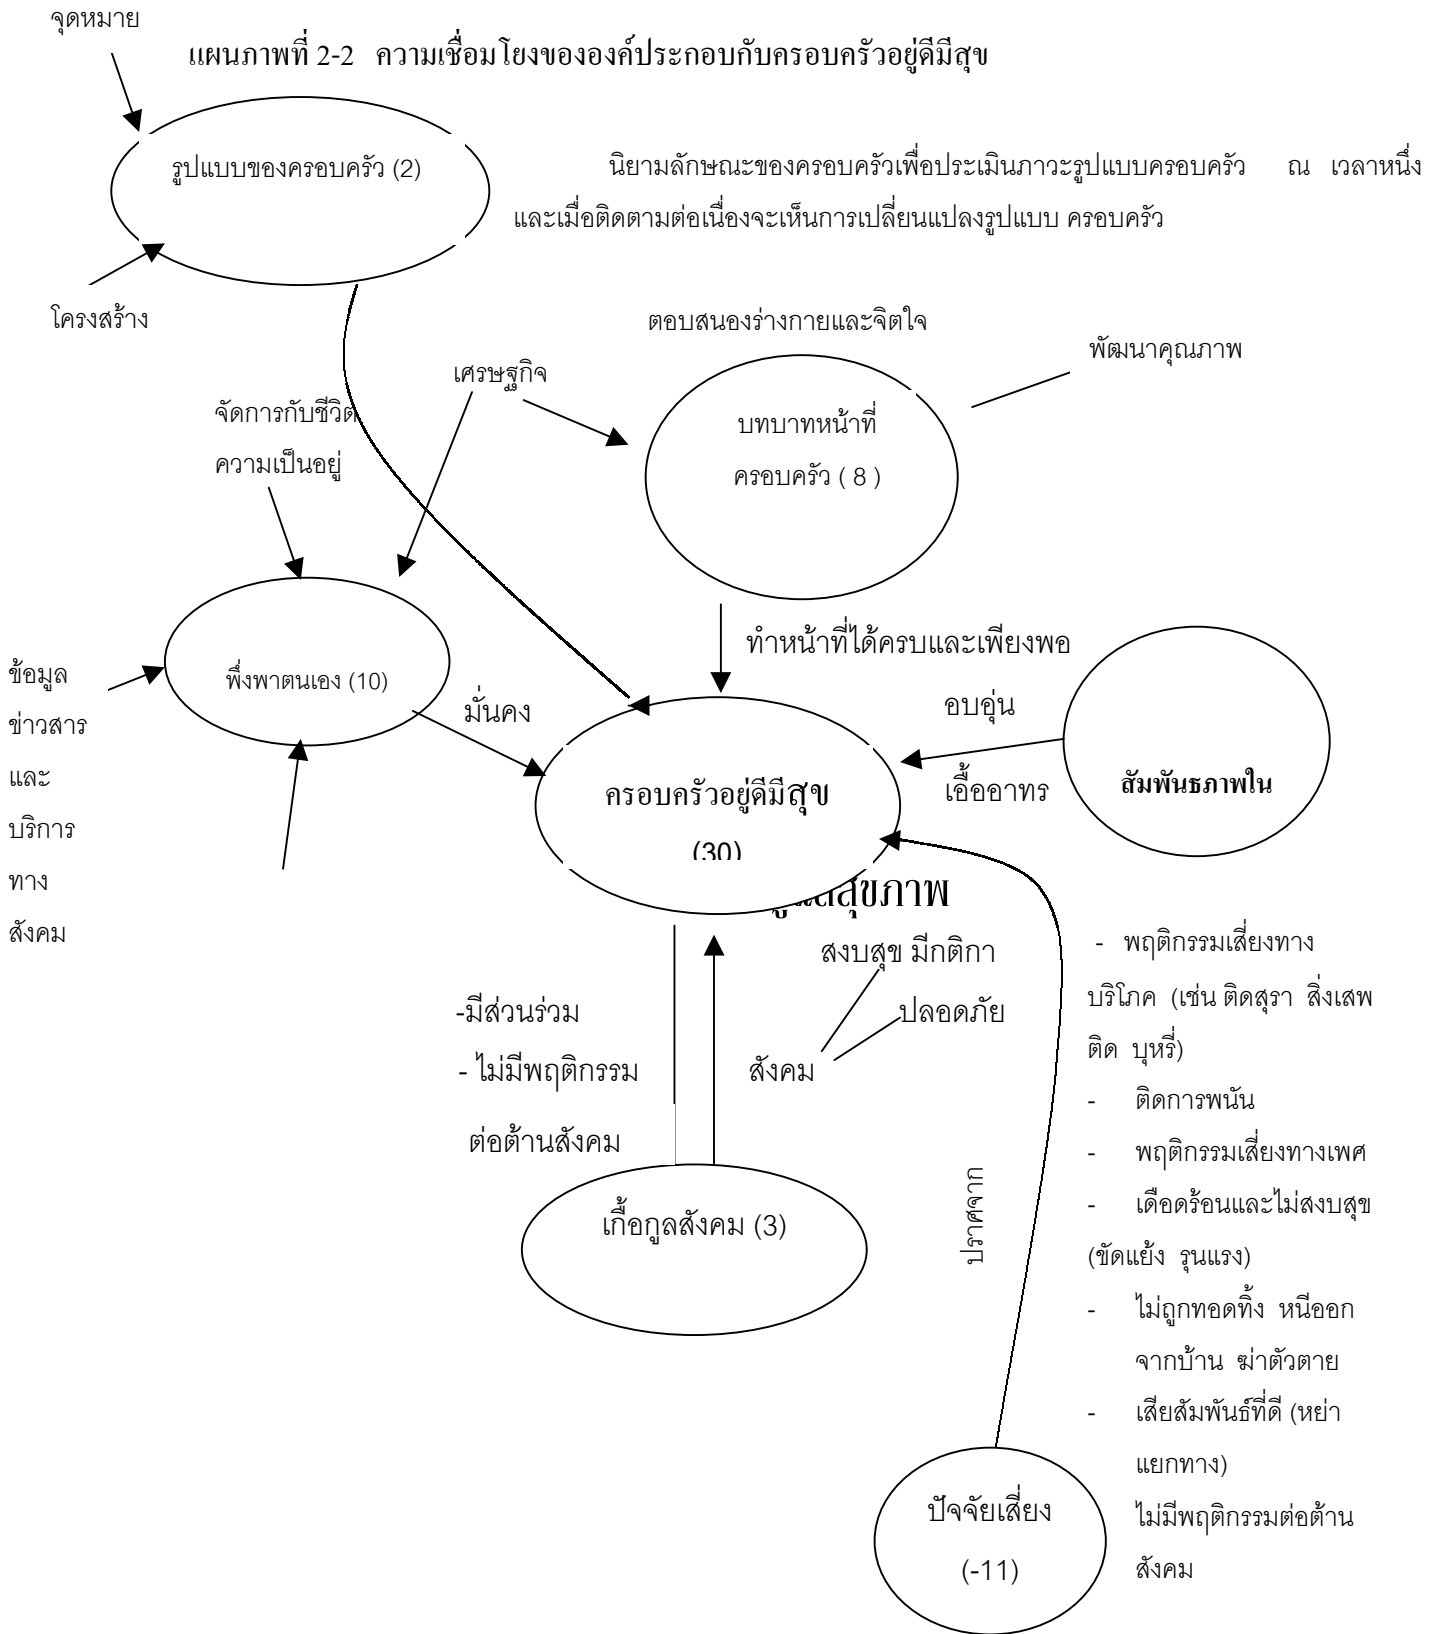 จุดหมาย
แผนภาพที่ 2-2 ความเชื่อมโยงขององค์ประกอบกับครอบครัวอยู่ดีมีสุข
รูปแบบของครอบครัว (2)
นิยามลักษณะของครอบครัวเพื่อประเมินภาวะรูปแบบครอบครัว ณ เวลาหนึ่ง
และเมื่อติดตามต่อเนื่องจะเห็นการเปลี่ยนแปลงรูปแบบ ครอบครัว
โครงสร้าง
ตอบสนองร่างกายและจิตใจ
พัฒนาคุณภาพ
เศรษฐกิจ
จัดการกับชีวิต
ความเป็นอยู่
บทบาทหน้าที่
ครอบครัว ( 8 )
ทำหน้าที่ได้ครบและเพียงพอ
ข้อมูล
ข่าวสาร
และ
บริการ
ทาง
สังคม
พึ่งพาตนเอง (10)
มั่นคง
อบอุ่น
เอื้ออาทร
สัมพันธภาพใน
ครอบครัวอยู่ดีมีสุข
(30)
สุขภาพ
สงบสุข มีกติกา
ปลอดภัย
สังคม
-มีส่วนร่วม
- ไม่มีพฤติกรรม
ต่อต้านสังคม
เกื้อกูลสังคม (3)
ปราศจาก
- พฤติกรรมเสี่ยงทาง
บริโภค (เช่น ติดสุรา สิ่งเสพ
ติด บุหรี่)
- ติดการพนัน
- พฤติกรรมเสี่ยงทางเพศ
- เดือดร้อนและไม่สงบสุข
(ขัดแย้ง รุนแรง)
- ไม่ถูกทอดทิ้ง หนีออก
จากบ้าน ฆ่าตัวตาย
- เสียสัมพันธ์ที่ดี (หย่า
แยกทาง)
ไม่มีพฤติกรรมต่อต้าน
สังคม
ปัจจัยเสี่ยง
(-11)